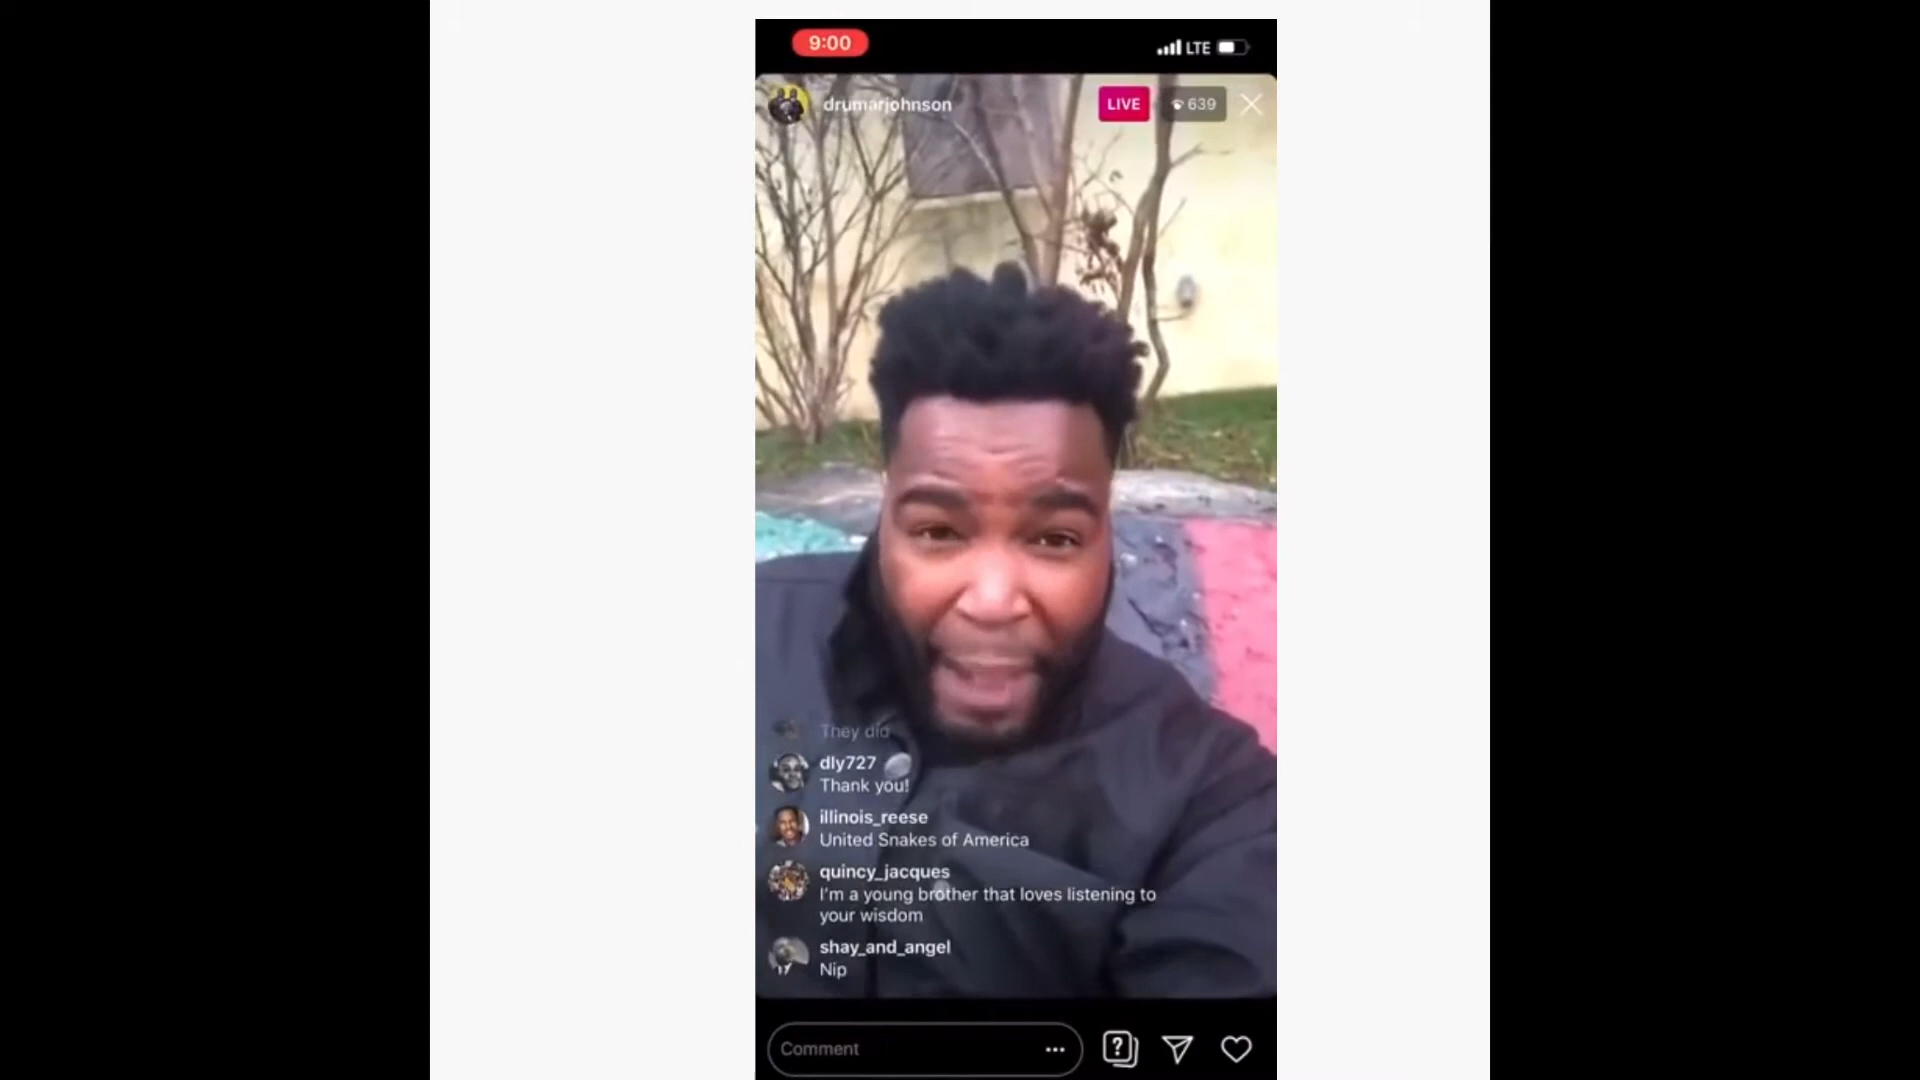 9:00
LTE
drumarjohnson
LIVE
639
They did
dly727
Thank you!
illinois_reese
United Snakes of America
quincy_jacques
I'm a young brother that loves listening to
your wisdom
shay_and_angel
Nip
Comment